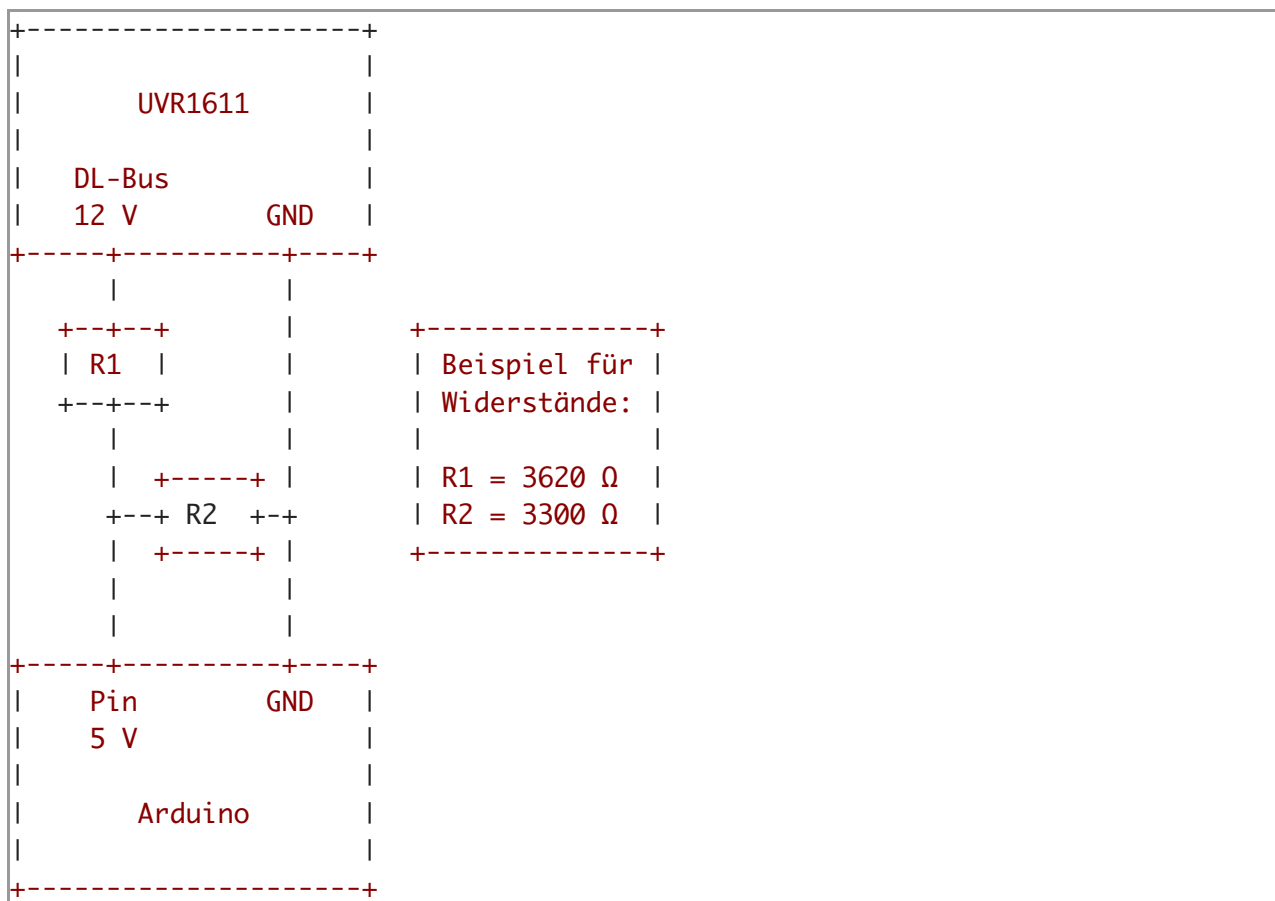 UVR1611
DL-Bus
12 V GND
R1
Beispiel für
Widerstände:
R1 = 3620 Ω
R2
R2 = 3300 Ω
Pin GND
5 V
Arduino